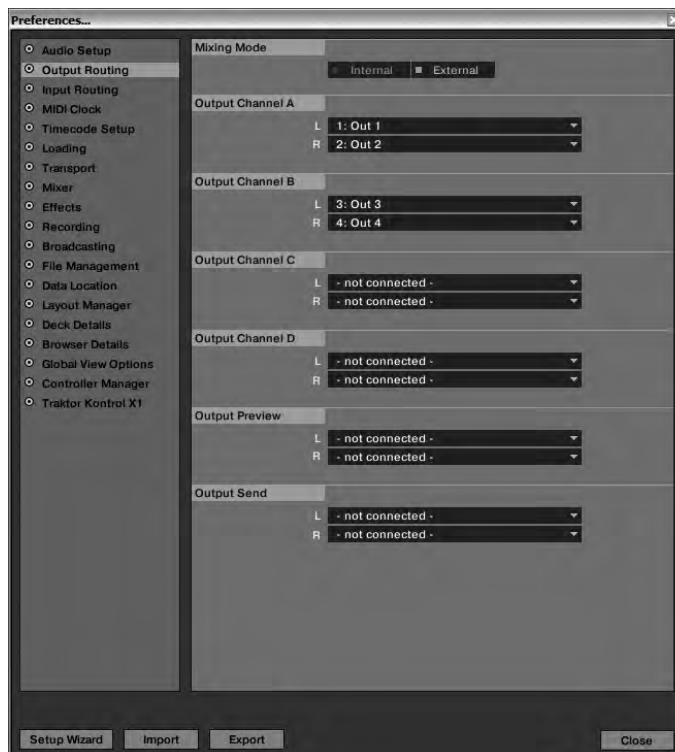 Preferences...
Audio Setup
Output Routing
Input Routing
MIDI Clock
Timecode Setup
Loading
Transport
Mixer
Effects
Recording
Broadcasting
File Management
Data Location
Layout Manager
Deck Details
Browser Details
Global View Options
Controller Manager
Traktor Kontrol X1
Mixing Mode
Internal External
Output Channel A
L 1: Out 1
R 2: Out 2
Output Channel B
L 3: Out 3
R 4: Out 4
Output Channel C
L - not connected -
R - not connected -
Output Channel D
L - not connected -
R - not connected -
Output Preview
L - not connected -
R - not connected -
Output Send
L - not connected -
R - not connected -
Setup Wizard Import Export Close